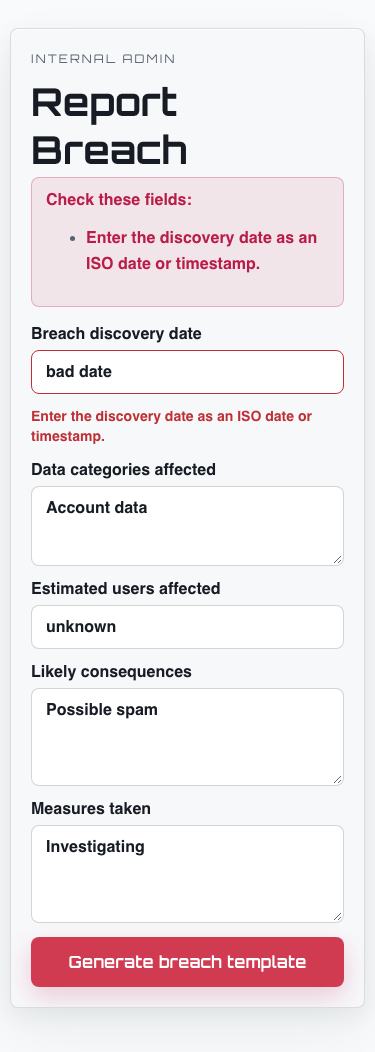 INTERNAL ADMIN
Report
Breach
Check these fields:
• Enter the discovery date as an
ISO date or timestamp.
Breach discovery date
bad date
Enter the discovery date as an ISO date or
timestamp.
Data categories affected
Account data
Estimated users affected
unknown
Likely consequences
Possible spam
Measures taken
Investigating
Generate breach template